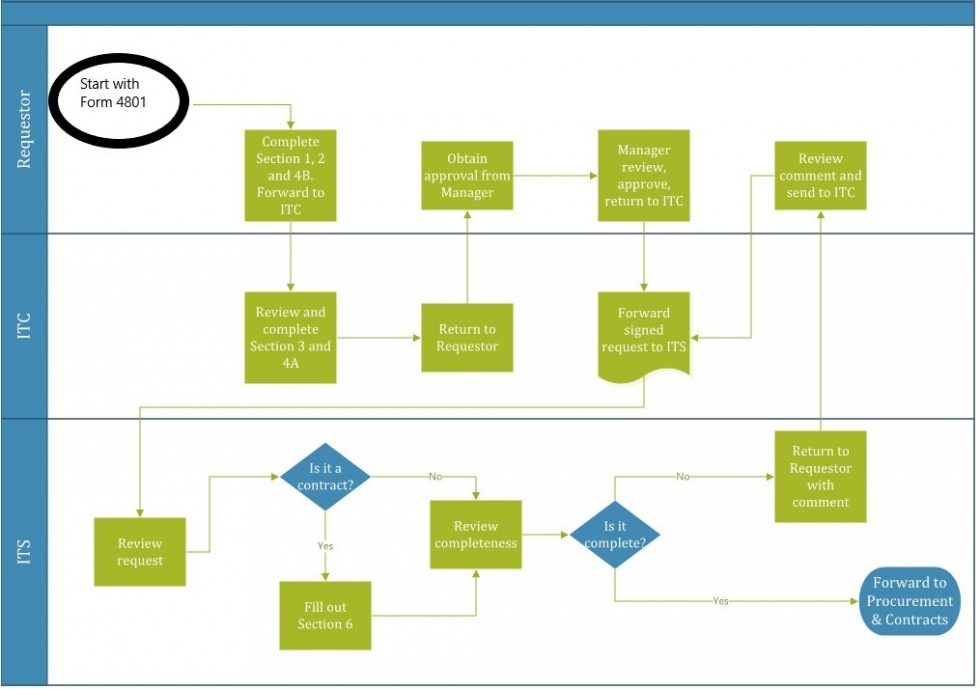 Requestor
Start with
Form 4801
Complete
Section 1, 2
and 4B.
Forward to
ITC
Obtain
approval from
Manager
Manager
review,
approve,
return to ITC
Review
comment and
send to ITC
ITC
Review and
complete
Section 3 and
4A
Return to
Requestor
Forward
signed
request to ITS
ITS
Review
request
Is it a
contract?
No
Yes
Fill out
Section 6
Review
completeness
Is it
complete?
No
Return to
Requestor
with
comment
Yes
Forward to
Procurement
& Contracts